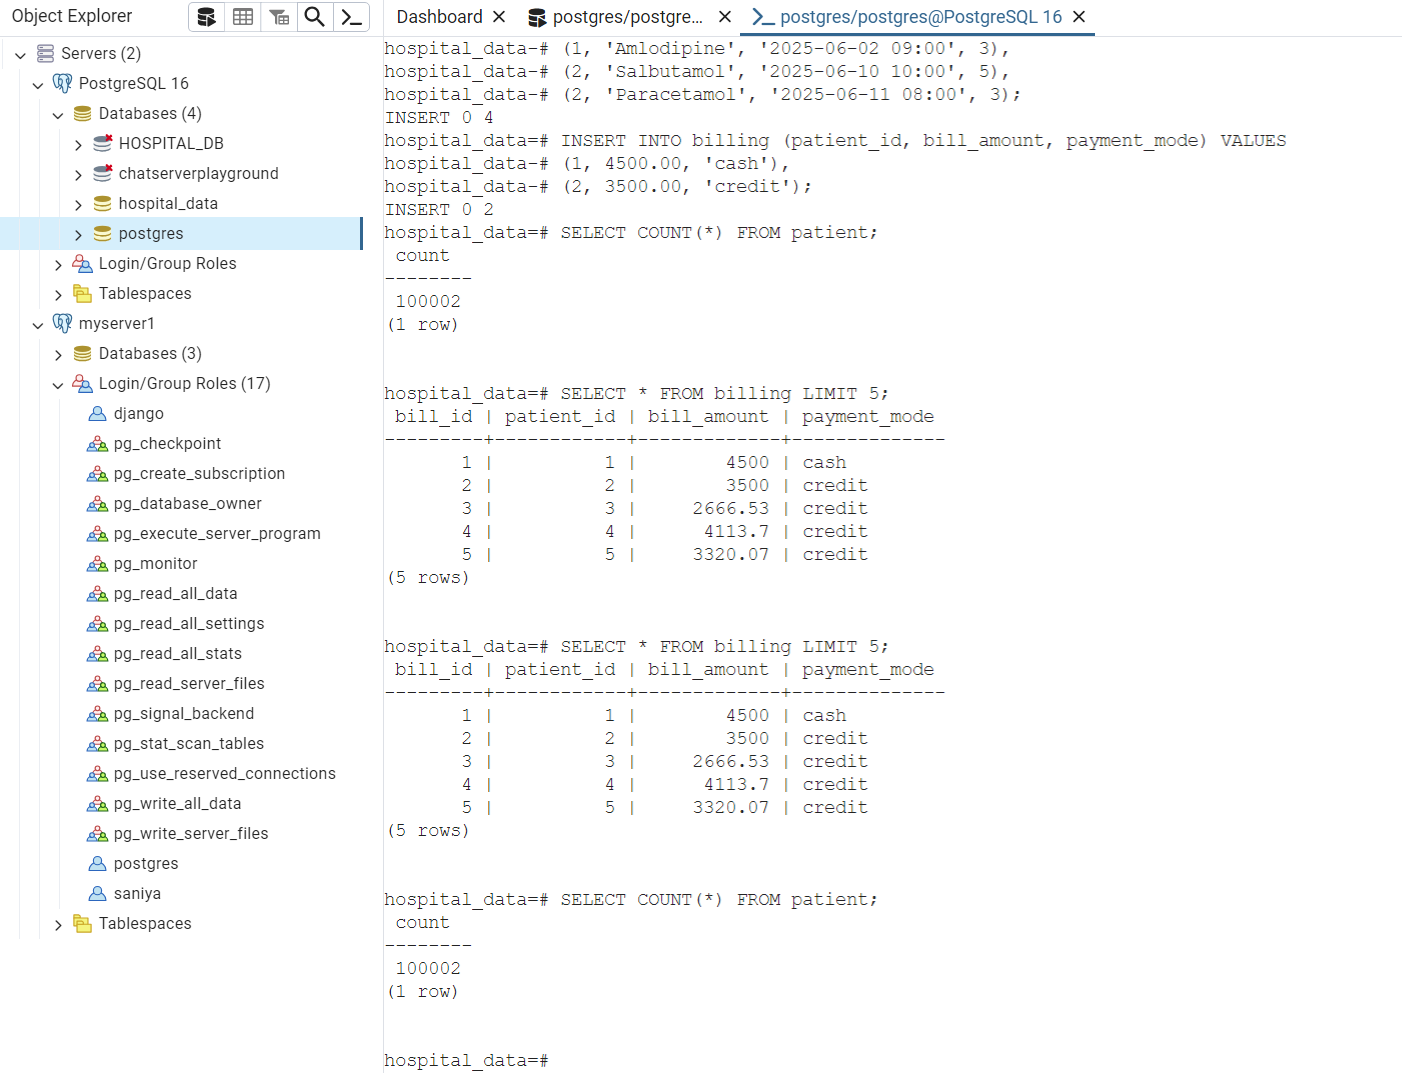 Object Explorer
Servers (2)
PostgreSQL 16
Databases (4)
HOSPITAL_DB
chatserverplayground
hospital_data
postgres
Login/Group Roles
Tablespaces
myserver1
Databases (3)
Login/Group Roles (17)
django
pg_checkpoint
pg_create_subscription
pg_database_owner
pg_execute_server_program
pg_monitor
pg_read_all_data
pg_read_all_settings
pg_read_all_stats
pg_read_server_files
pg_signal_backend
pg_stat_scan_tables
pg_use_reserved_connections
pg_write_all_data
pg_write_server_files
postgres
saniya
Tablespaces
Dashboard
postgres/postgre...
postgres/postgres@PostgreSQL 16
hospital_data-# (1, 'Amlodipine', '2025-06-02 09:00', 3),
hospital_data-# (2, 'Salbutamol', '2025-06-10 10:00', 5),
hospital_data-# (2, 'Paracetamol', '2025-06-11 08:00', 3);
INSERT 0 4
hospital_data=# INSERT INTO billing (patient_id, bill_amount, payment_mode) VALUES
hospital_data-# (1, 4500.00, 'cash'),
hospital_data-# (2, 3500.00, 'credit');
INSERT 0 2
hospital_data=# SELECT COUNT(*) FROM patient;
count
--------
100002
(1 row)
hospital_data=# SELECT * FROM billing LIMIT 5;
bill_id | patient_id | bill_amount | payment_mode
---------+------------+-------------+--------------
1 | 1 | 4500 | cash
2 | 2 | 3500 | credit
3 | 3 | 2666.53 | credit
4 | 4 | 4113.7 | credit
5 | 5 | 3320.07 | credit
(5 rows)
hospital_data=# SELECT * FROM billing LIMIT 5;
bill_id | patient_id | bill_amount | payment_mode
---------+------------+-------------+--------------
1 | 1 | 4500 | cash
2 | 2 | 3500 | credit
3 | 3 | 2666.53 | credit
4 | 4 | 4113.7 | credit
5 | 5 | 3320.07 | credit
(5 rows)
hospital_data=# SELECT COUNT(*) FROM patient;
count
--------
100002
(1 row)
hospital_data=#